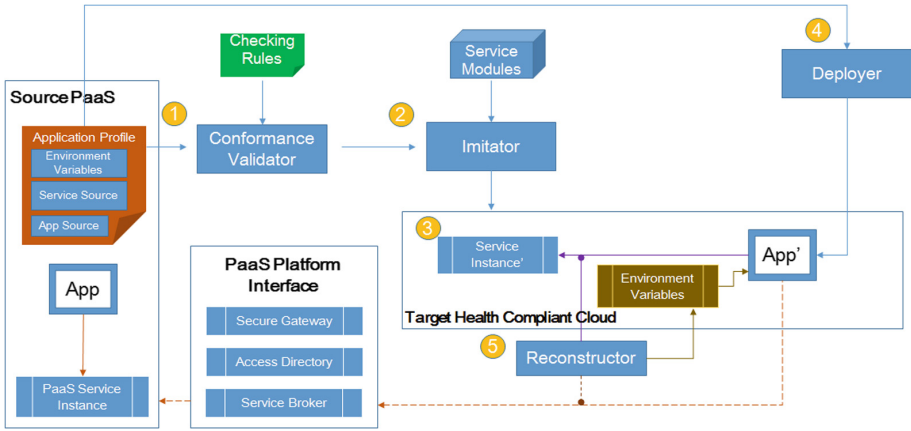 4
Checking
Rules
Service
Modules
Deployer
Source PaaS
1
2
Application Profile
Environment
Variables
Service Source
App Source
Conformance
Validator
Imitator
3
Service
Instance'
App'
PaaS Platform
Interface
Environment
Variables
App
Secure Gateway
Target Health Compliant Cloud
5
Reconstructor
Access Directory
PaaS Service
Instance
Service Broker